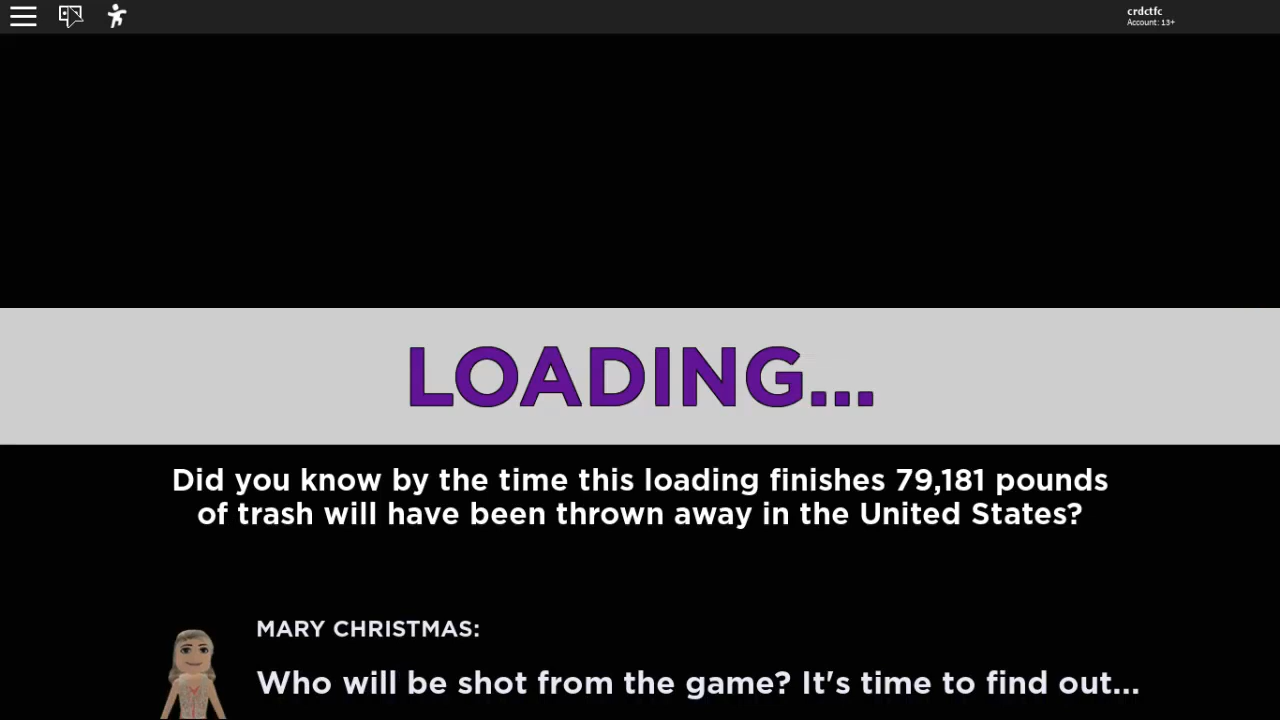 crdctfc
Account: 13+
LOADING...
Did you know by the time this loading finishes 79,181 pounds
of trash will have been thrown away in the United States?
MARY CHRISTMAS:
Who will be shot from the game? It's time to find out...